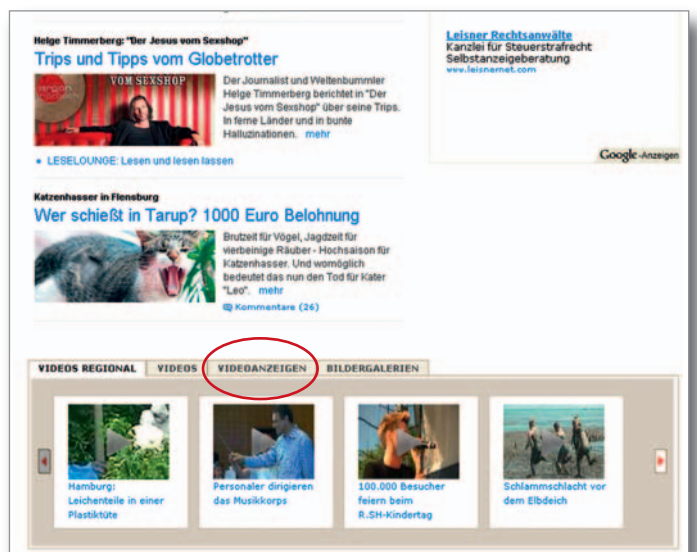 Helge Timmerberg: "Der Jesus vom Sexshop"
Trips und Tipps vom Globetrotter
VOM SEXSHOP
argon
Der Journalist und Weltenbummler
Helge Timmerberg berichtet in "Der
Jesus vom Sexshop" über seine Trips.
In ferne Länder und in bunte
Halluzinationen. mehr
LESELOUNGE: Lesen und lesen lassen
Katzenhasser in Flensburg
Wer schießt in Tarup? 1000 Euro Belohnung
Brutzeit für Vögel, Jagdzeit für
vierbeinige Räuber - Hochsaison für
Katzenhasser. Und womöglich
bedeutet das nun den Tod für Kater
"Leo". mehr
Kommentare (26)
Leisner Rechtsanwälte
Kanzlei für Steuerstrafrecht
Selbstanzeigeberatung
www.leisnernet.com
Google-Anzeigen
VIDEOS REGIONAL VIDEOS VIDEOANZEIGEN BILDERGALERIEN
Hamburg:
Leichenteile in einer
Plastiktüte
Personaler dirigieren
das Musikkorps
100.000 Besucher
feiern beim
R.SH-Kindertag
Schlammschlacht vor
dem Elbdeich